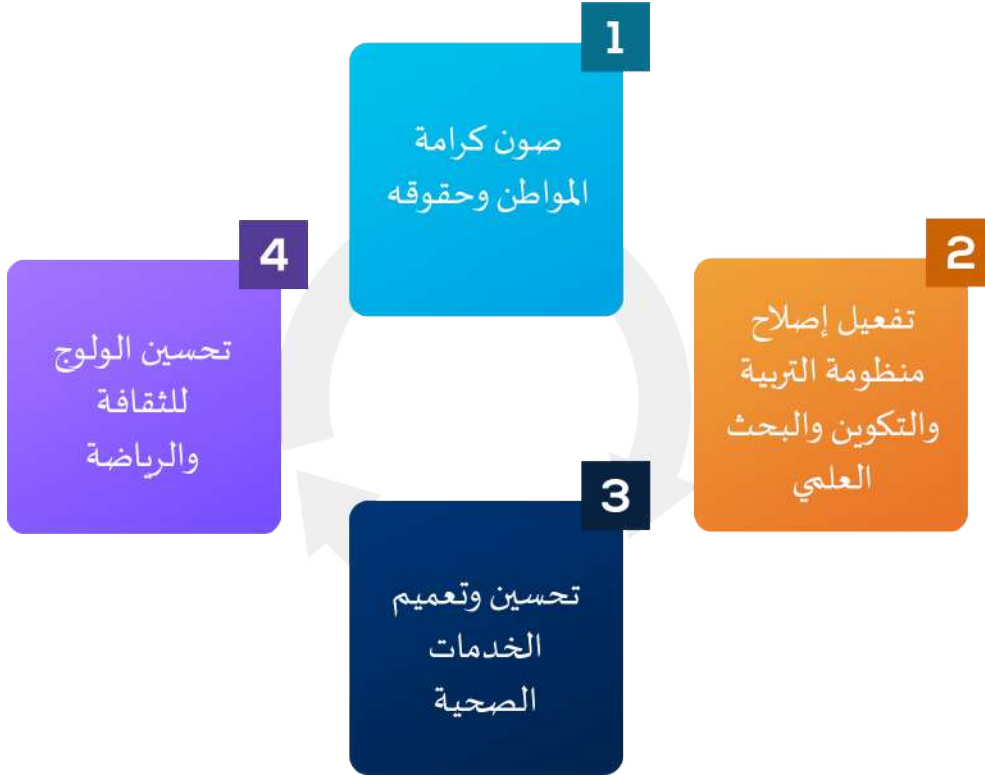 1
صون كرامة
المواطن وحقوقه
2
تفعيل إصلاح
منظومة التربية
والتكوين والبحث
العلمي
3
تحسين وتعميم
الخدمات
الصحية
4
تحسين الولوج
للثقافة
والرياضة